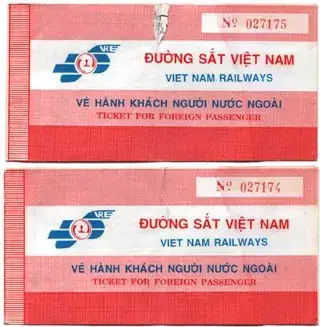 Nº 027175
VR
ĐƯỜNG SẮT VIỆT NAM
VIET NAM RAILWAYS
VÉ HÀNH KHÁCH NGƯỜI NƯỚC NGOÀI
TICKET FOR FOREIGN PASSENGER
Nº 027174
VR
ĐƯỜNG SẮT VIỆT NAM
VIET NAM RAILWAYS
VÉ HÀNH KHÁCH NGƯỜI NƯỚC NGOÀI
TICKET FOR FOREIGN PASSENGER